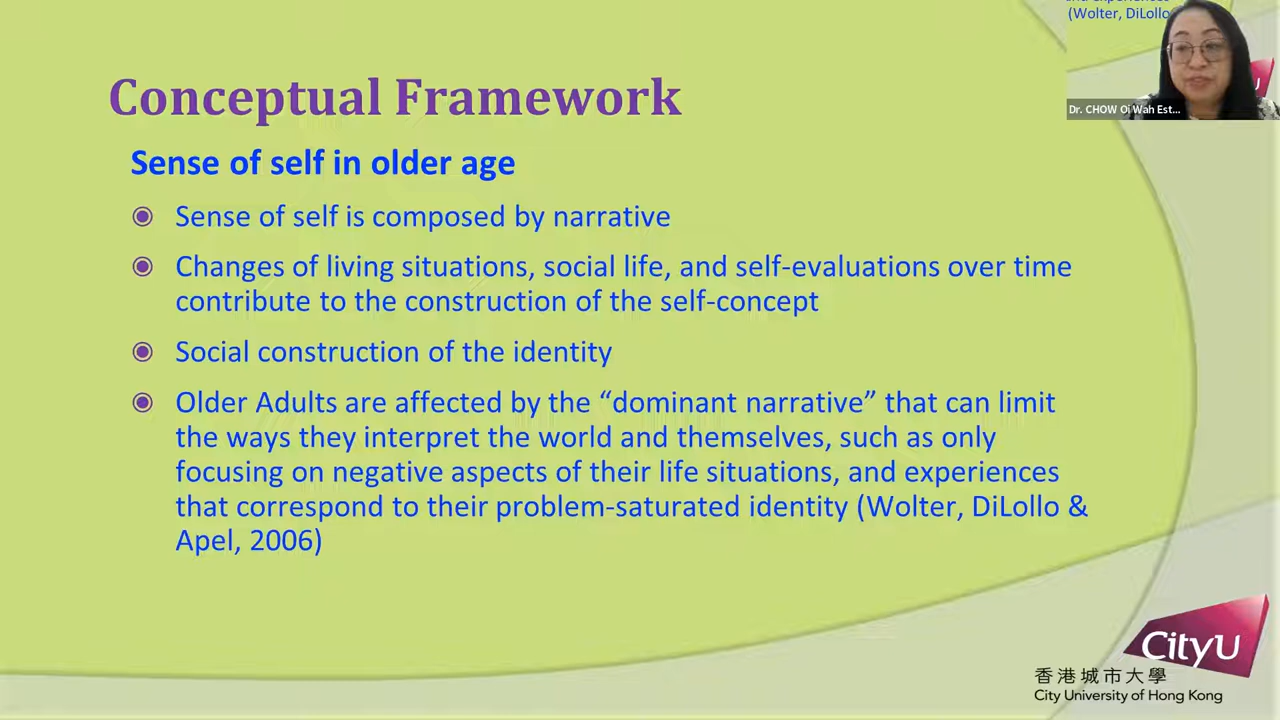 (Wolter, DiLollo
Dr. CHOW Oi Wah Est...
Conceptual Framework
Sense of self in older age
Sense of self is composed by narrative
Changes of living situations, social life, and self-evaluations over time
contribute to the construction of the self-concept
Social construction of the identity
Older Adults are affected by the “dominant narrative” that can limit
the ways they interpret the world and themselves, such as only
focusing on negative aspects of their life situations, and experiences
that correspond to their problem-saturated identity (Wolter, DiLollo &
Apel, 2006)
CityU
香港城市大學
City University of Hong Kong